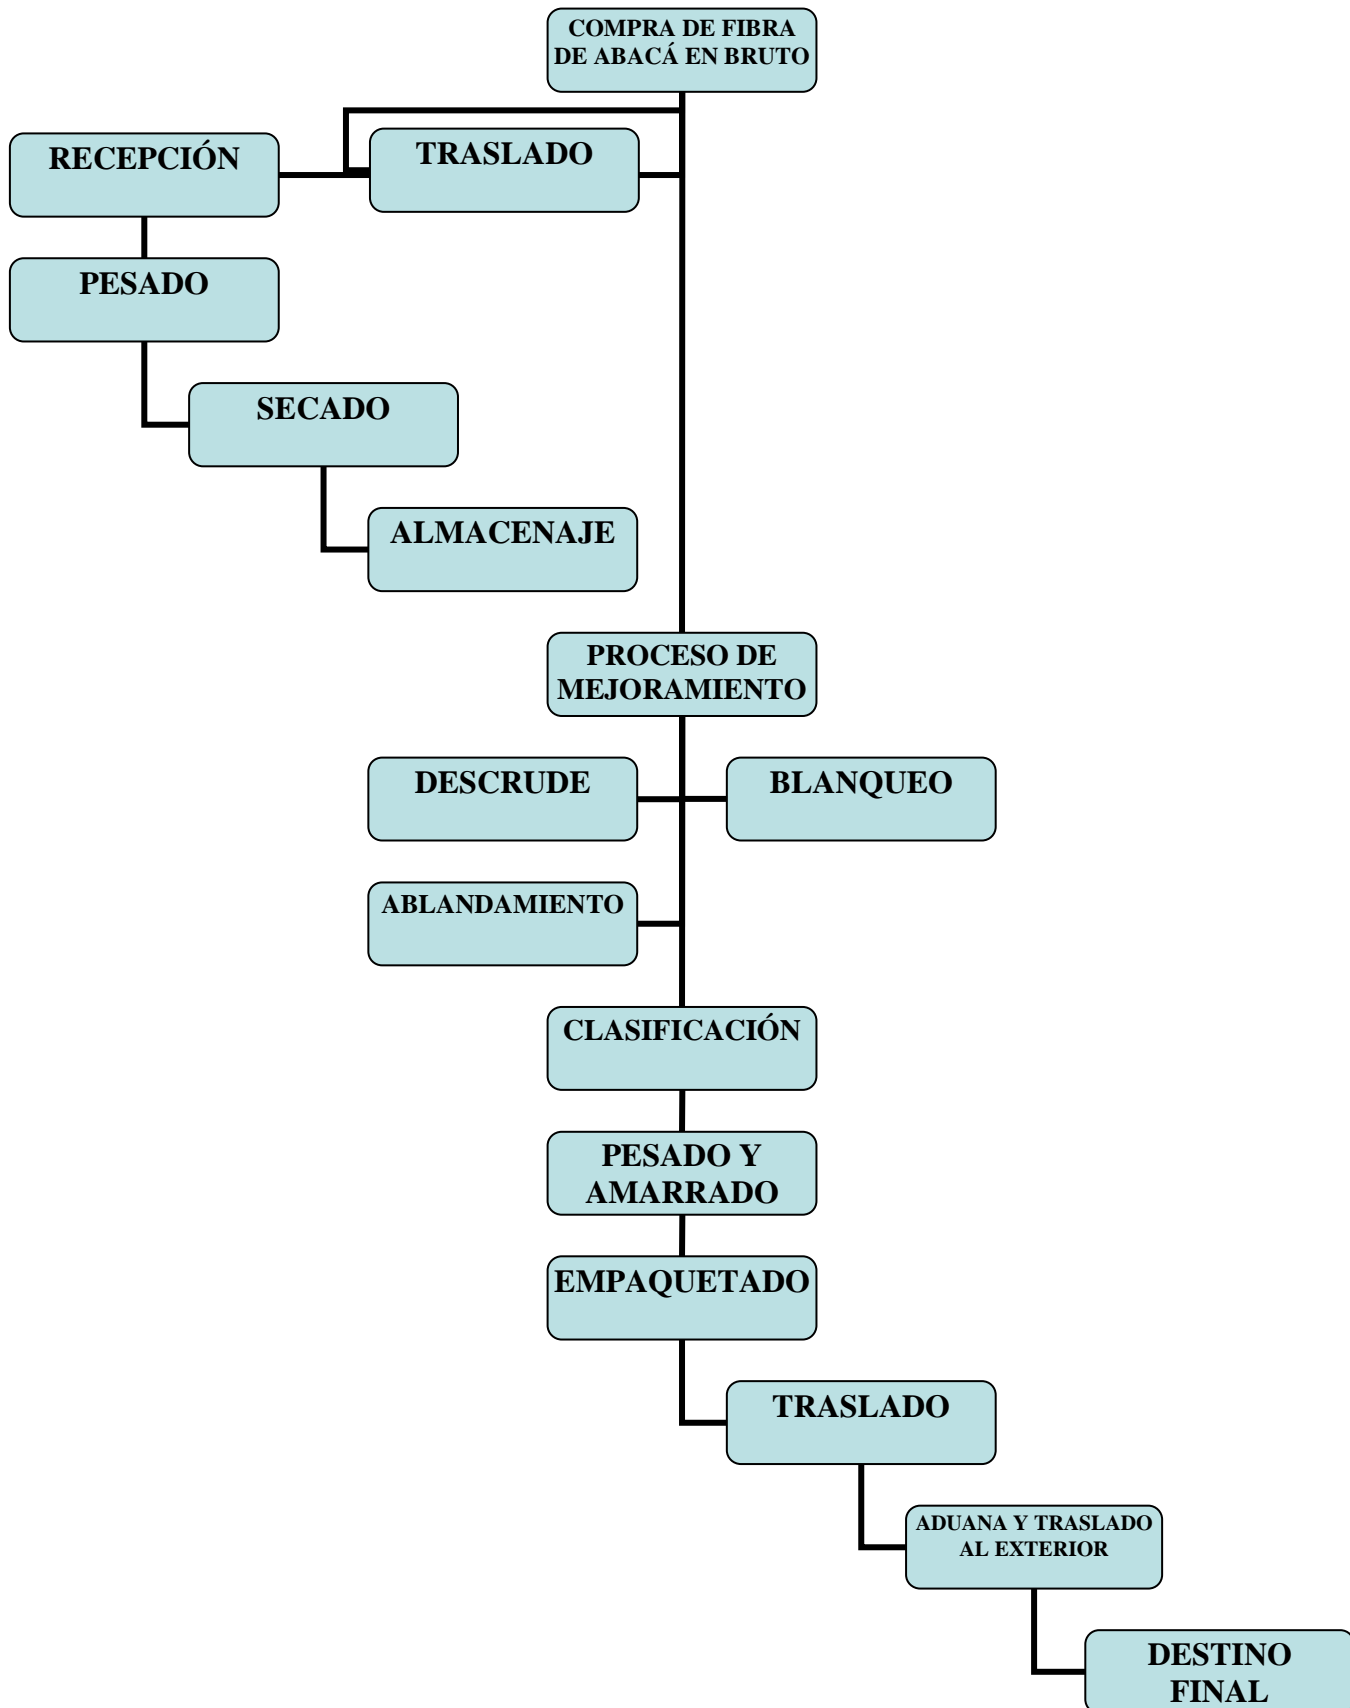 COMPRA DE FIBRA
DE ABACÁ EN BRUTO
RECEPCIÓN
TRASLADO
PESADO
SECADO
ALMACENAJE
PROCESO DE
MEJORAMIENTO
DESCRUDE
BLANQUEO
ABLANDAMIENTO
CLASIFICACIÓN
PESADO Y
AMARRADO
EMPAQUETADO
TRASLADO
ADUANA Y TRASLADO
AL EXTERIOR
DESTINO
FINAL